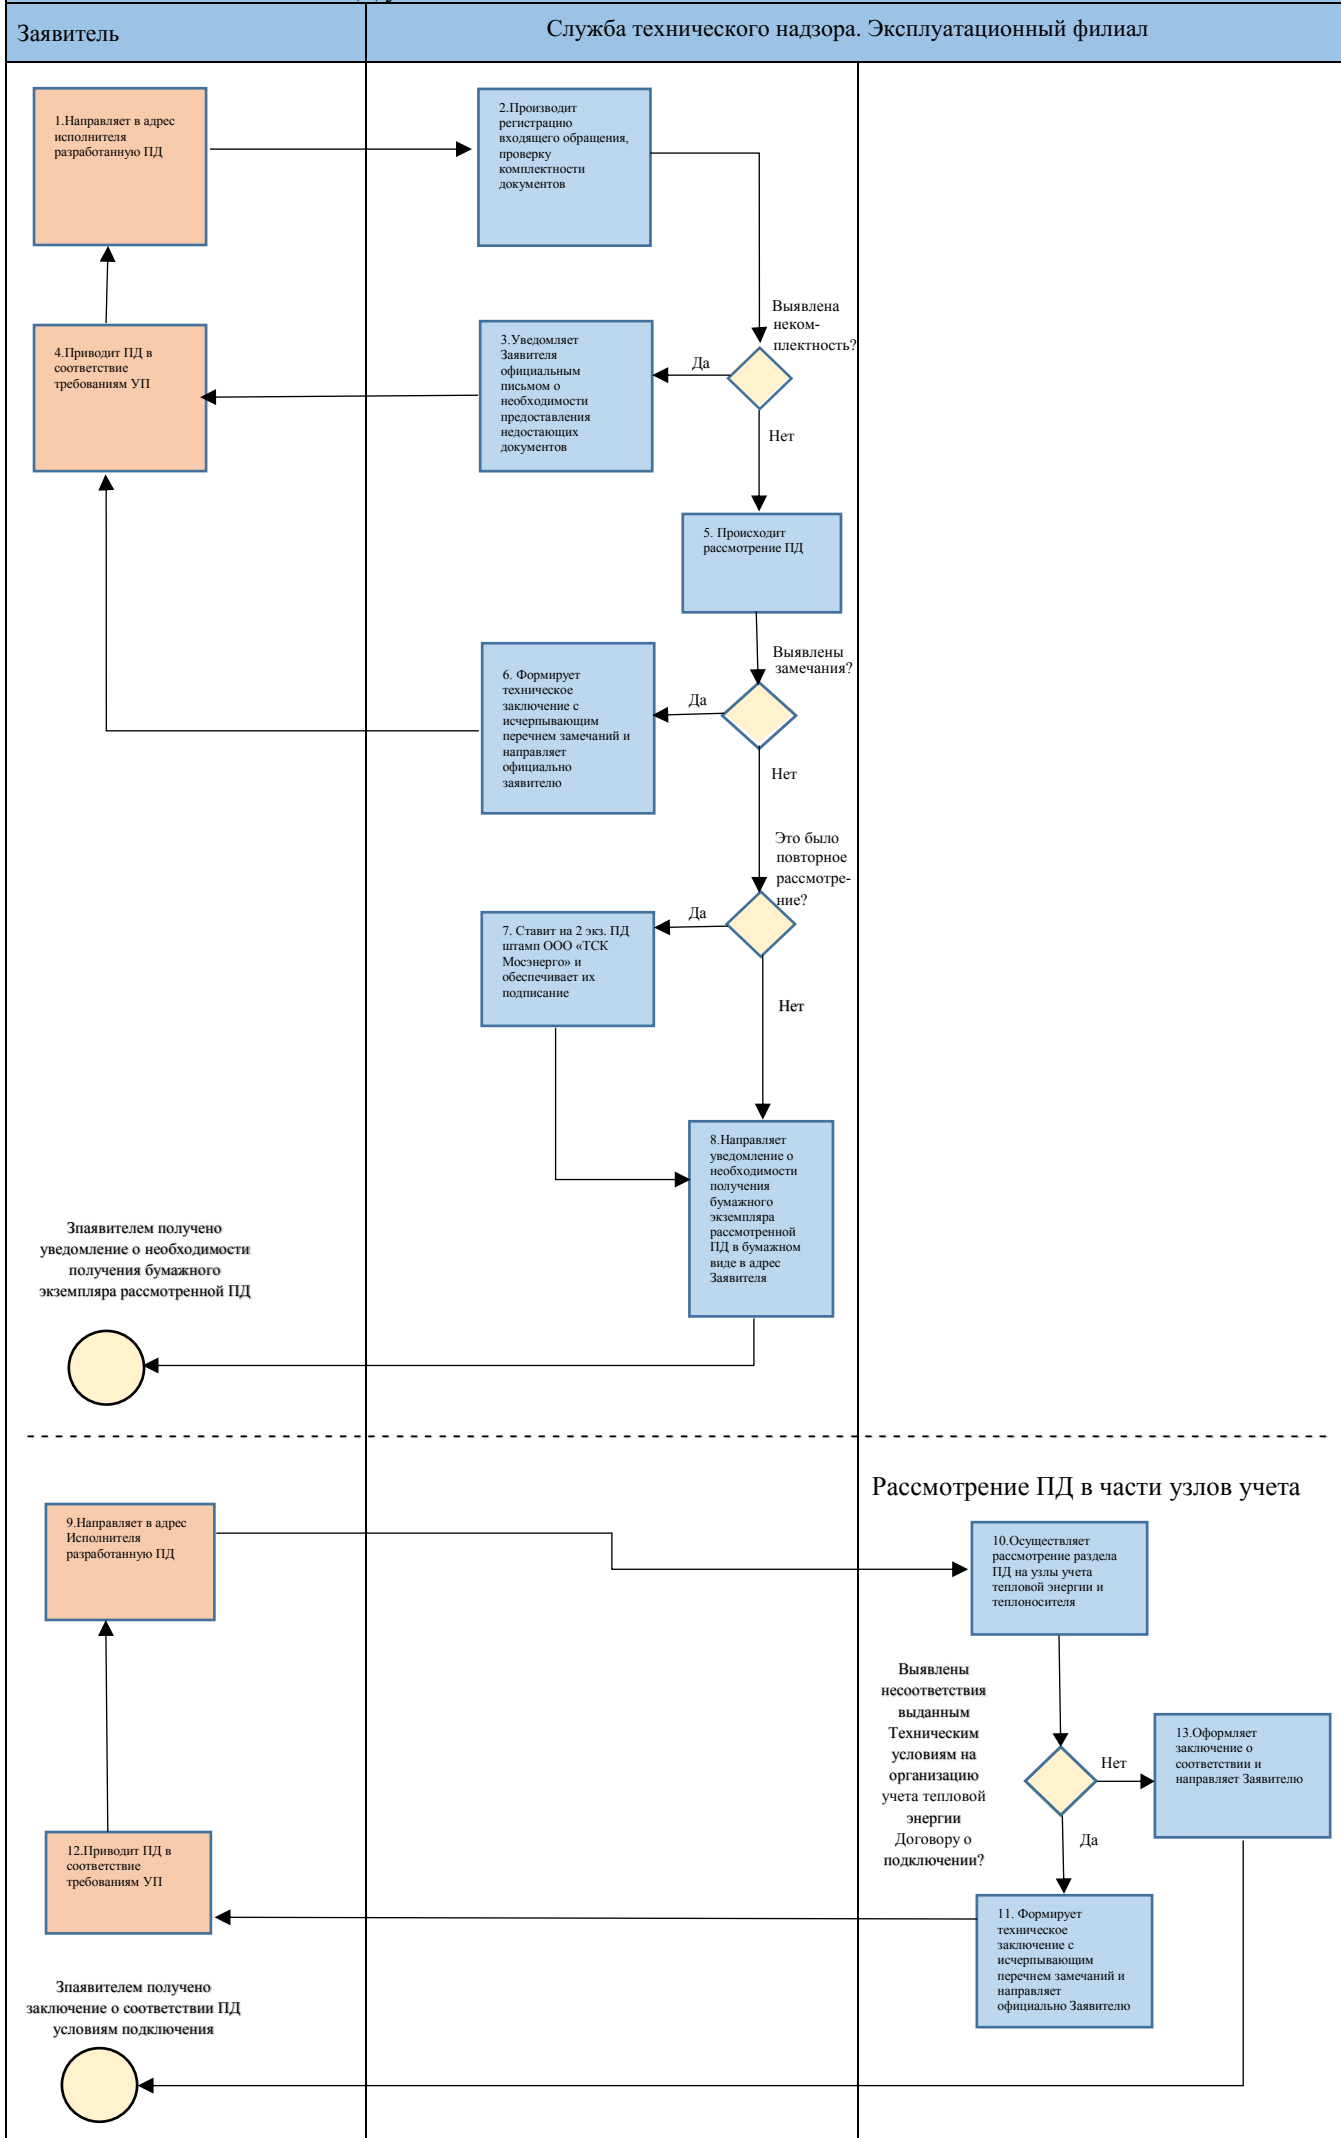 Заявитель
Служба технического надзора. Эксплуатационный филиал
1.Направляет в адрес
исполнителя
разработанную ПД
2.Производит
регистрацию
входящего обращения,
проверку
комплектности
документов
Выявлена
неком-
плектность?
Да
Нет
3.Уведомляет
Заявителя
официальным
письмом о
необходимости
предоставления
недостающих
документов
4.Приводит ПД в
соответствие
требованиям УП
5. Происходит
рассмотрение ПД
Выявлены
замечания?
Да
Нет
6. Формирует
техническое
заключение с
исчерпывающим
перечнем замечаний и
направляет
официально
заявителю
Это было
повторное
рассмотре-
ние?
Да
Нет
7. Ставит на 2 экз. ПД
штамп ООО «ТСК
Мосэнерго» и
обеспечивает их
подписание
8.Направляет
уведомление о
необходимости
получения
бумажного
экземпляра
рассмотренной
ПД в бумажном
виде в адрес
Заявителя
Зпаявителем получено
уведомление о необходимости
получения бумажного
экземпляра рассмотренной ПД
Рассмотрение ПД в части узлов учета
9.Направляет в адрес
Исполнителя
разработанную ПД
10.Осуществляет
рассмотрение раздела
ПД на узлы учета
тепловой энергии и
теплоносителя
Выявлены
несоответствия
выданным
Техническим
условиям на
организацию
учета тепловой
энергии
Договору о
подключении?
Нет
Да
13.Оформляет
заключение о
соответствии и
направляет Заявителю
12.Приводит ПД в
соответствие
требованиям УП
11. Формирует
техническое
заключение с
исчерпывающим
перечнем замечаний и
направляет
официально Заявителю
Зпаявителем получено
заключение о соответствии ПД
условиям подключения